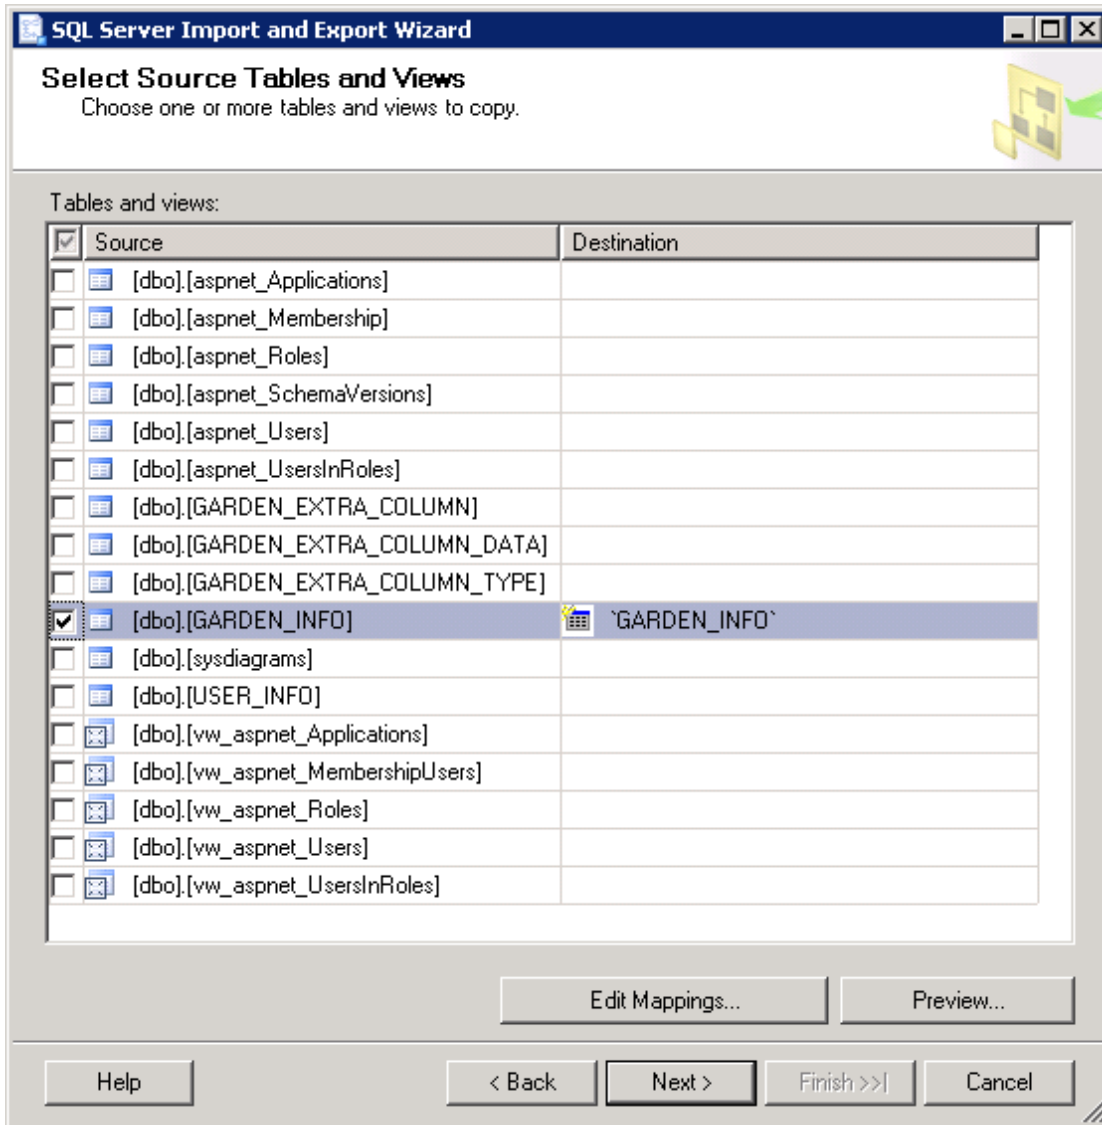 SQL Server Import and Export Wizard
Select Source Tables and Views
Choose one or more tables and views to copy.
Tables and views:
Source Destination
[dbo].[aspnet_Applications]
[dbo].[aspnet_Membership]
[dbo].[aspnet_Roles]
[dbo].[aspnet_SchemaVersions]
[dbo].[aspnet_Users]
[dbo].[aspnet_UsersInRoles]
[dbo].[GARDEN_EXTRA_COLUMN]
[dbo].[GARDEN_EXTRA_COLUMN_DATA]
[dbo].[GARDEN_EXTRA_COLUMN_TYPE]
[dbo].[GARDEN_INFO] `GARDEN_INFO`
[dbo].[sysdiagrams]
[dbo].[USER_INFO]
[dbo].[vw_aspnet_Applications]
[dbo].[vw_aspnet_MembershipUsers]
[dbo].[vw_aspnet_Roles]
[dbo].[vw_aspnet_Users]
[dbo].[vw_aspnet_UsersInRoles]
Edit Mappings... Preview...
Help < Back Next > Finish >>| Cancel